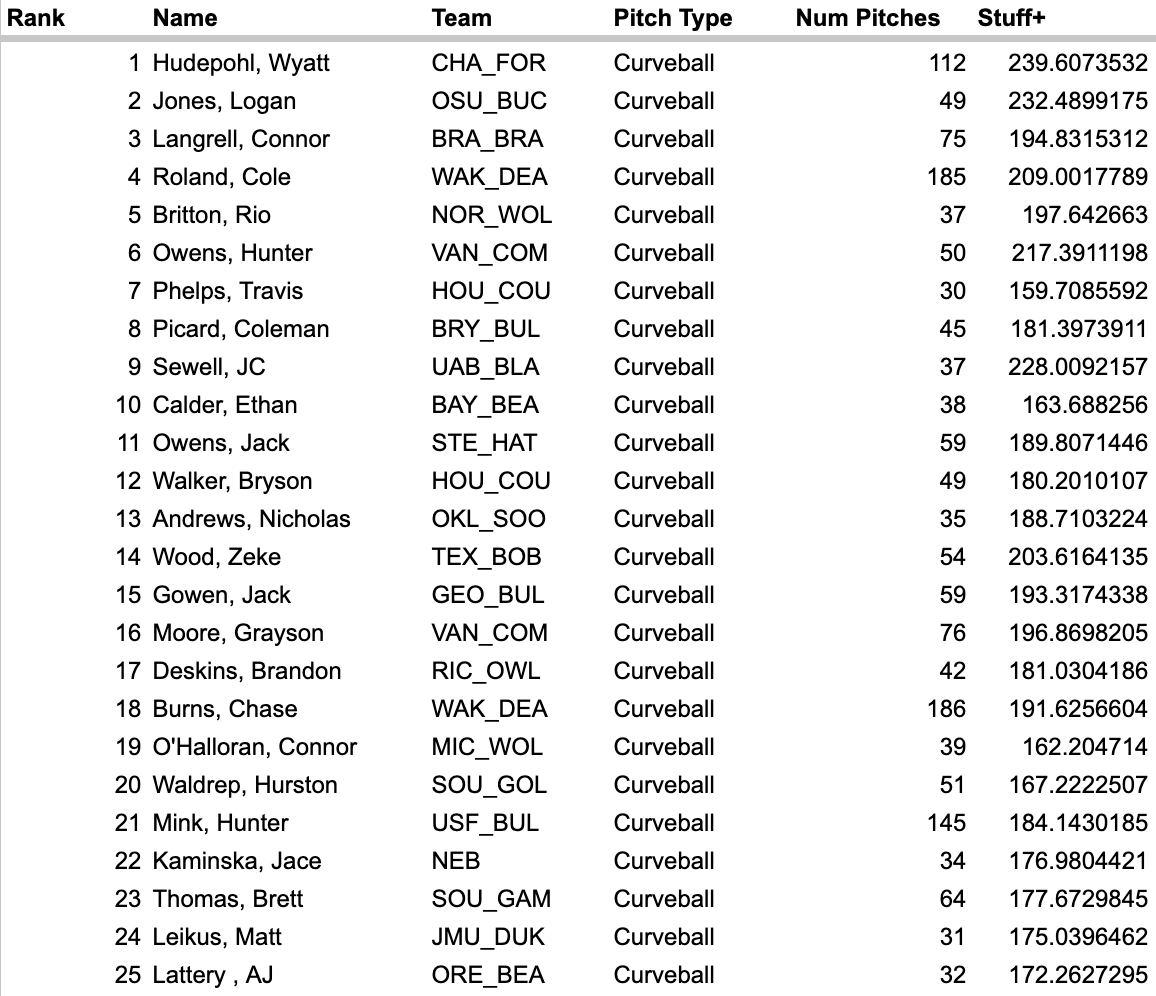 Rank Name Team Pitch Type Num Pitches Stuff+
1 Hudepohl, Wyatt CHA_FOR Curveball 112 239.6073532
2 Jones, Logan OSU_BUC Curveball 49 232.4899175
3 Langrell, Connor BRA_BRA Curveball 75 194.8315312
4 Roland, Cole WAK_DEA Curveball 185 209.0017789
5 Britton, Rio NOR_WOL Curveball 37 197.642663
6 Owens, Hunter VAN_COM Curveball 50 217.3911198
7 Phelps, Travis HOU_COU Curveball 30 159.7085592
8 Picard, Coleman BRY_BUL Curveball 45 181.3973911
9 Sewell, JC UAB_BLA Curveball 37 228.0092157
10 Calder, Ethan BAY_BEA Curveball 38 163.688256
11 Owens, Jack STE_HAT Curveball 59 189.8071446
12 Walker, Bryson HOU_COU Curveball 49 180.2010107
13 Andrews, Nicholas OKL_SOO Curveball 35 188.7103224
14 Wood, Zeke TEX_BOB Curveball 54 203.6164135
15 Gowen, Jack GEO_BUL Curveball 59 193.3174338
16 Moore, Grayson VAN_COM Curveball 76 196.8698205
17 Deskins, Brandon RIC_OWL Curveball 42 181.0304186
18 Burns, Chase WAK_DEA Curveball 186 191.6256604
19 O'Halloran, Connor MIC_WOL Curveball 39 162.204714
20 Waldrep, Hurston SOU_GOL Curveball 51 167.2222507
21 Mink, Hunter USF_BUL Curveball 145 184.1430185
22 Kaminska, Jace NEB Curveball 34 176.9804421
23 Thomas, Brett SOU_GAM Curveball 64 177.6729845
24 Leikus, Matt JMU_DUK Curveball 31 175.0396462
25 Lattery , AJ ORE_BEA Curveball 32 172.2627295